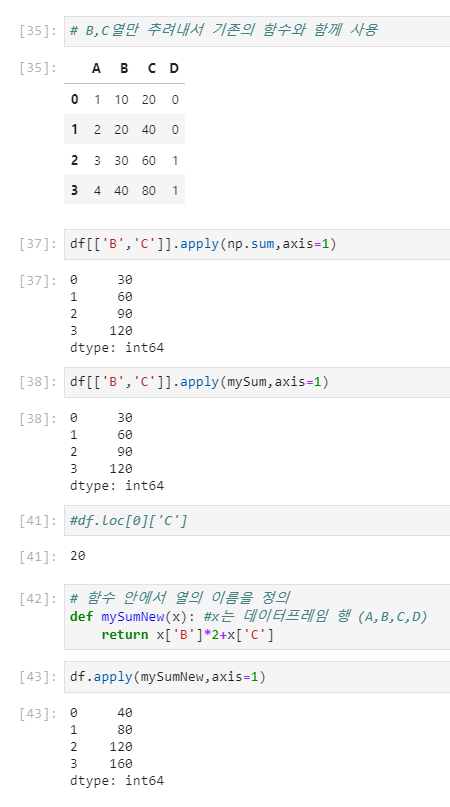 [35]: # B,C열만 추려내서 기존의 함수와 함께 사용
[35]: A B C D
0 1 10 20 0
1 2 20 40 0
2 3 30 60 1
3 4 40 80 1
[37]: df[['B','C']].apply(np.sum,axis=1)
[37]: 0 30
1 60
2 90
3 120
dtype: int64
[38]: df[['B','C']].apply(mySum,axis=1)
[38]: 0 30
1 60
2 90
3 120
dtype: int64
[41]: #df.loc[0]['C']
[41]: 20
[42]: # 함수 안에서 열의 이름을 정의
def mySumNew(x): #x는 데이터프레임 행 (A,B,C,D)
return x['B']*2+x['C']
[43]: df.apply(mySumNew,axis=1)
[43]: 0 40
1 80
2 120
3 160
dtype: int64